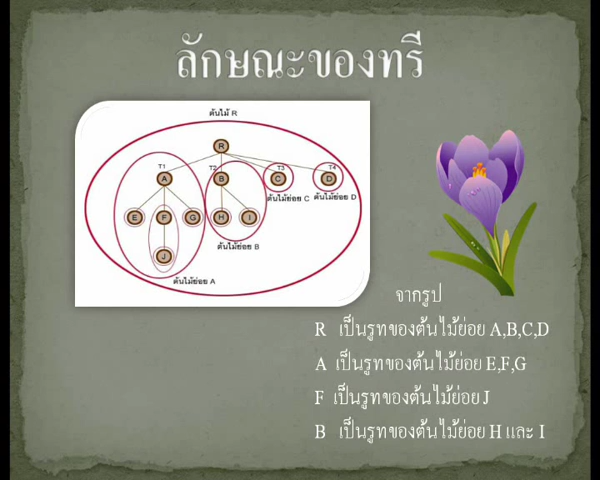 ลักษณะของทรี
ต้นไม้ R
R
T1 T2 T3 T4
A B C D
ต้นไม้ย่อย C ต้นไม้ย่อย D
E F G H I
ต้นไม้ย่อย B
J
ต้นไม้ย่อย A
จากรูป
R เป็นรูทของต้นไม้ย่อย A,B,C,D
A เป็นรูทของต้นไม้ย่อย E,F,G
F เป็นรูทของต้นไม้ย่อย J
B เป็นรูทของต้นไม้ย่อย H และ I